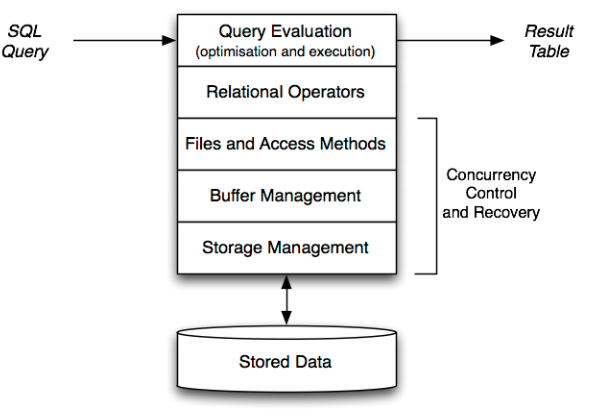 SQL
Query
Query Evaluation
(optimisation and execution)
Result
Table
Relational Operators
Files and Access Methods
Buffer Management
Storage Management
Concurrency
Control
and Recovery
Stored Data